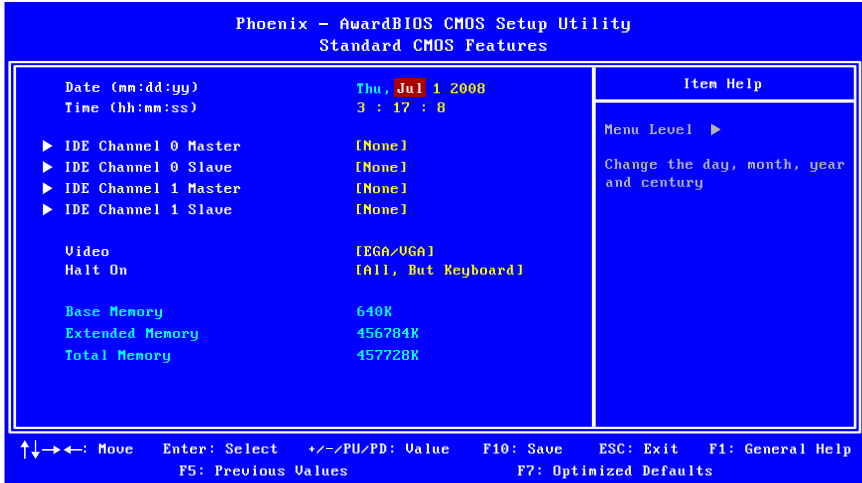 Phoenix – AwardBIOS CMOS Setup Utility
Standard CMOS Features
Date (mm:dd:yy) Thu, Jul 1 2008
Time (hh:mm:ss) 3 : 17 : 8
▶ IDE Channel 0 Master [None]
▶ IDE Channel 0 Slave [None]
▶ IDE Channel 1 Master [None]
▶ IDE Channel 1 Slave [None]
Video [EGA/VGA]
Halt On [All, But Keyboard]
Base Memory 640K
Extended Memory 456784K
Total Memory 457728K
Item Help
Menu Level ▶
Change the day, month, year
and century
↑↓→←: Move Enter: Select +/-/PU/PD: Value F10: Save ESC: Exit F1: General Help
F5: Previous Values F7: Optimized Defaults